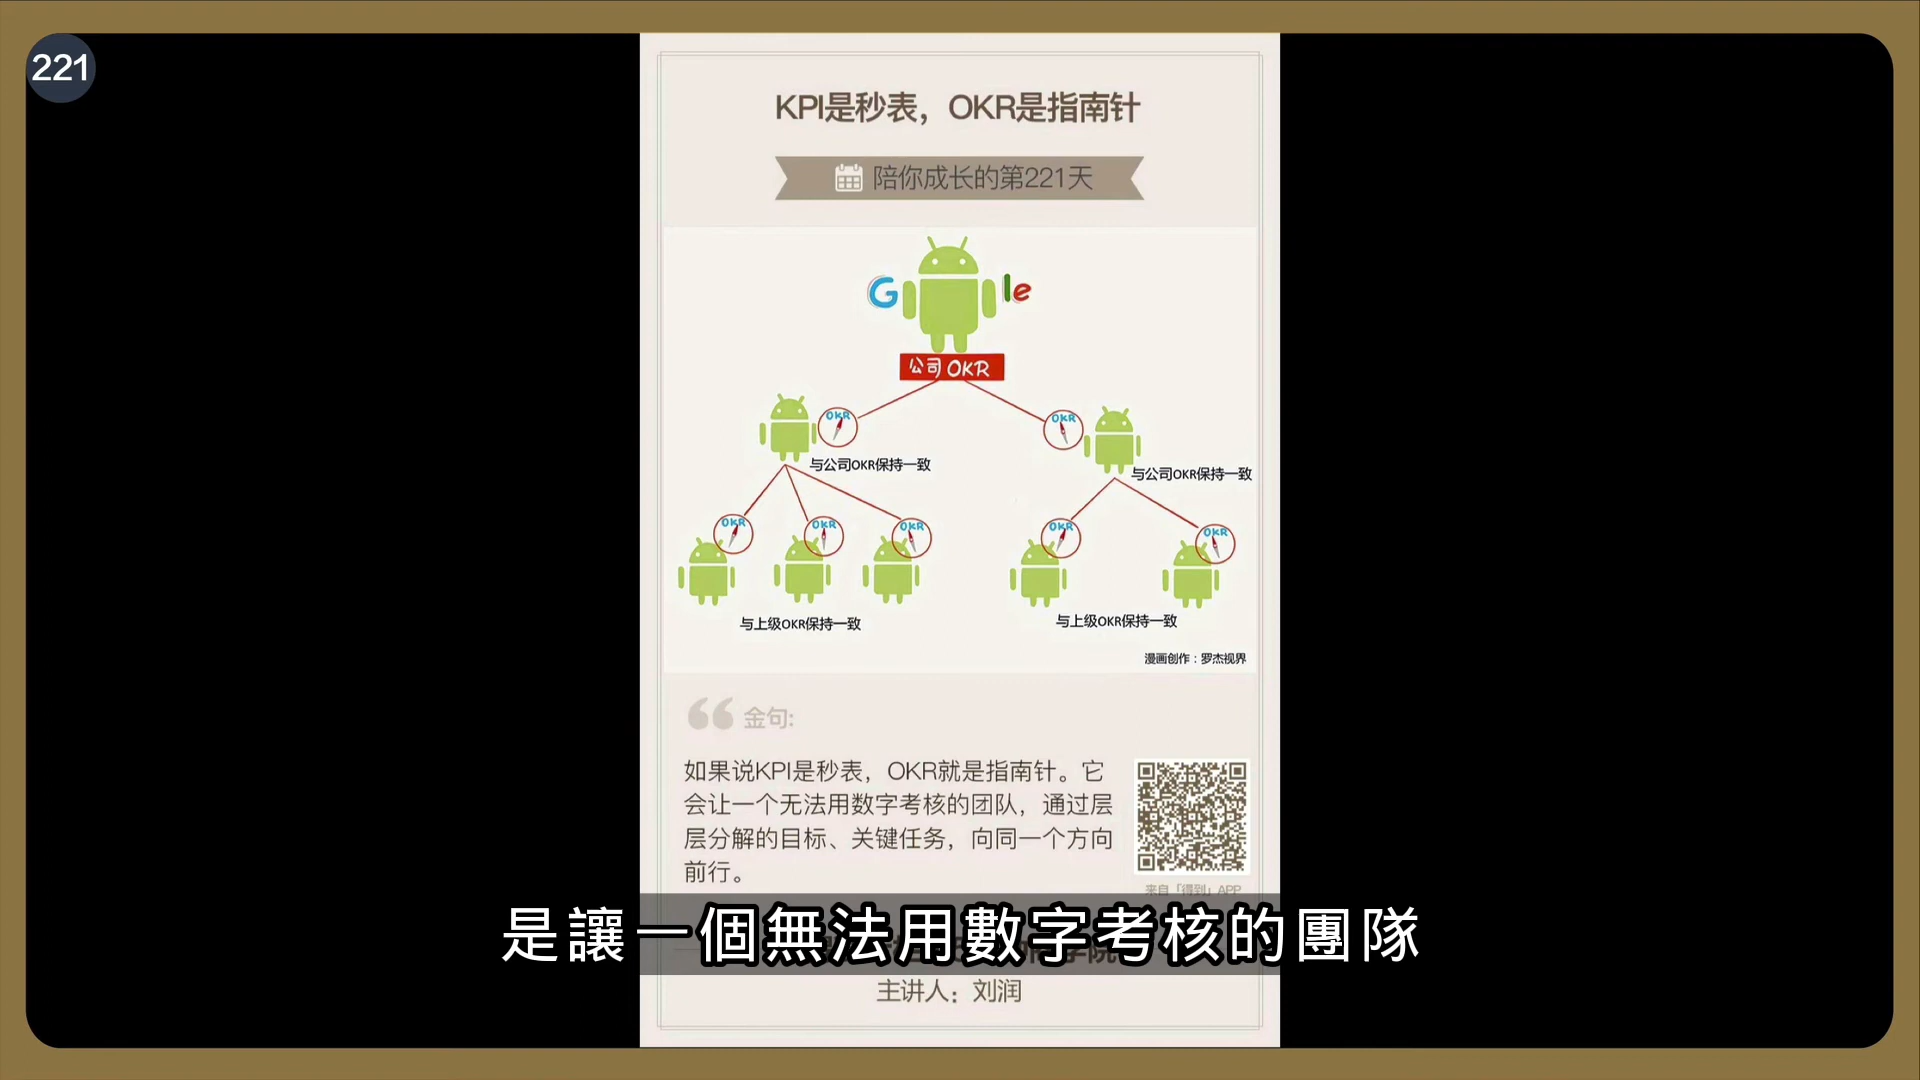 221
KPI是秒表，OKR是指南针
陪你成长的第221天
G le
公司OKR
OKR
OKR
与公司OKR保持一致
与公司OKR保持一致
OKR
OKR
OKR
OKR
OKR
与上级OKR保持一致
与上级OKR保持一致
漫画创作：罗杰视界
金句:
如果说KPI是秒表，OKR就是指南针。它
会让一个无法用数字考核的团队，通过层
层分解的目标、关键任务，向同一个方向
前行。
来自「得到」APP
是讓一個無法用數字考核的團隊
主讲人：刘润